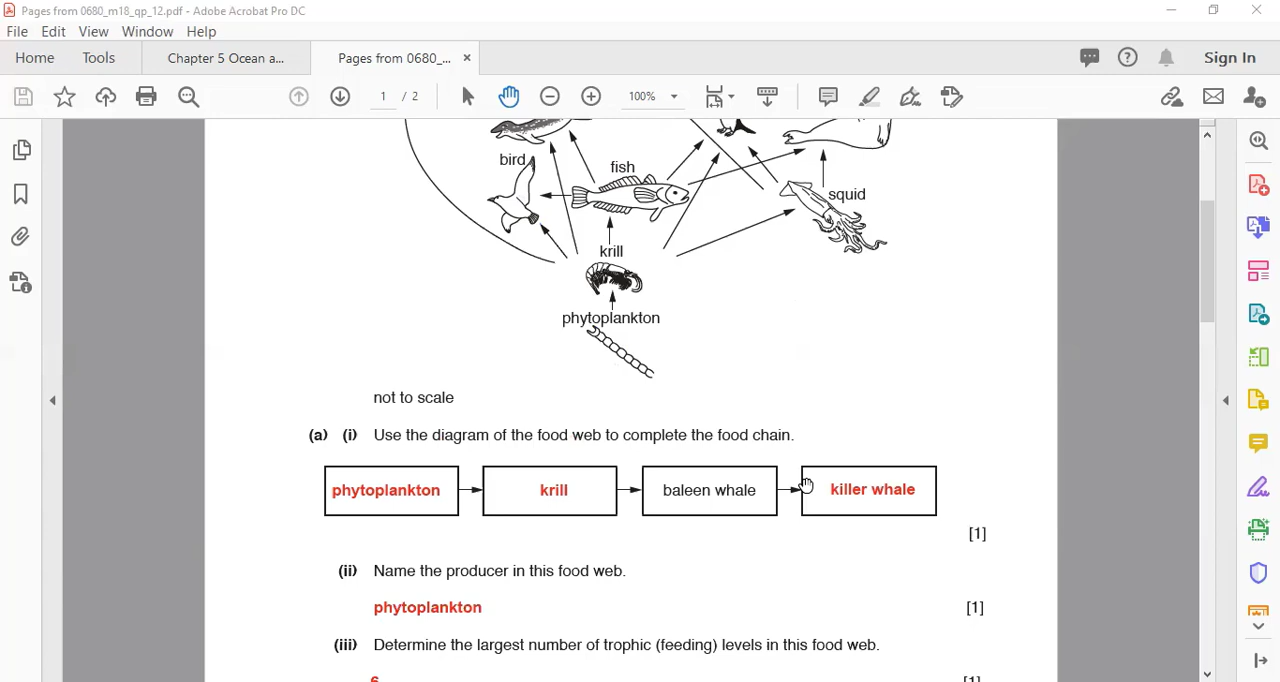 Pages from 0680_m18_qp_12.pdf - Adobe Acrobat Pro DC
File Edit View Window Help
Home Tools Chapter 5 Ocean a... Pages from 0680_... × Sign In
1 / 2 100%
bird
fish
squid
krill
phytoplankton
not to scale
(a) (i) Use the diagram of the food web to complete the food chain.
phytoplankton krill baleen whale killer whale
[1]
(ii) Name the producer in this food web.
phytoplankton [1]
(iii) Determine the largest number of trophic (feeding) levels in this food web.
6 [1]